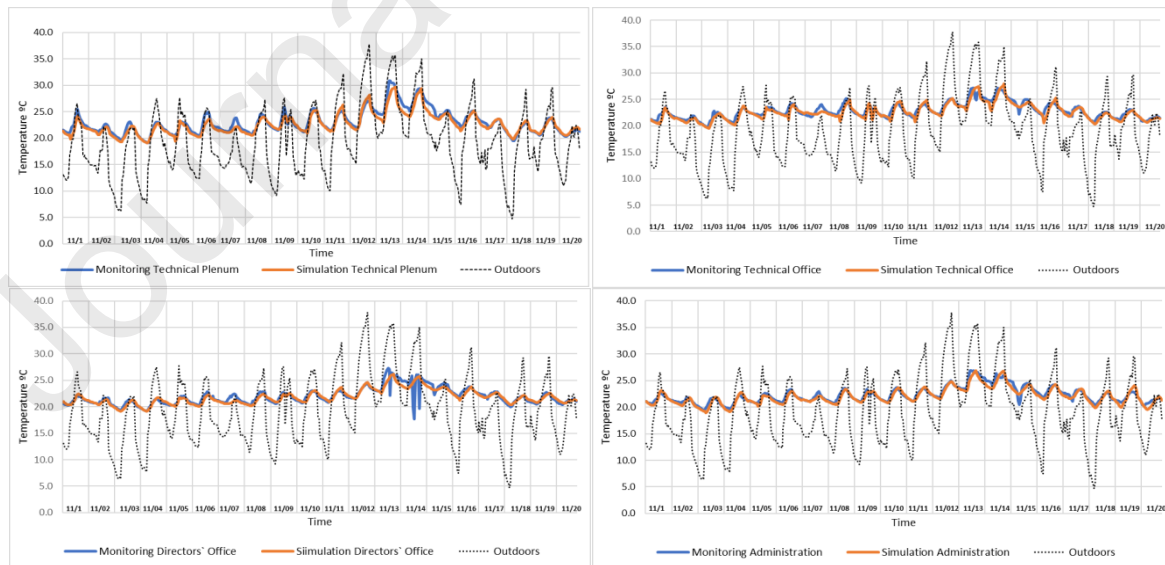 Journa
40.0
35.0
30.0
25.0
20.0
15.0
10.0
5.0
0.0
Temperature ºC
11/1 11/02 11/03 11/04 11/05 11/06 11/07 11/08 11/09 11/10 11/11 11/012 11/13 11/14 11/15 11/16 11/17 11/18 11/19 11/20
Time
Monitoring Technical Plenum Simulation Technical Plenum Outdoors
40.0
35.0
30.0
25.0
20.0
15.0
10.0
5.0
0.0
Temperature ºC
11/1 11/02 11/03 11/04 11/05 11/06 11/07 11/08 11/09 11/10 11/11 11/012 11/13 11/14 11/15 11/16 11/17 11/18 11/19 11/20
Time
Monitoring Technical Office Simulation Technical Office Outdoors
40.0
35.0
30.0
25.0
20.0
15.0
10.0
5.0
0.0
Temperature ºC
11/1 11/02 11/03 11/04 11/05 11/06 11/07 11/08 11/09 11/10 11/11 11/012 11/13 11/14 11/15 11/16 11/17 11/18 11/19 11/20
Time
Monitoring Directors` Office Siimulation Directors` Office Outdoors
40.0
35.0
30.0
25.0
20.0
15.0
10.0
5.0
0.0
Temperature ºC
11/1 11/02 11/03 11/04 11/05 11/06 11/07 11/08 11/09 11/10 11/11 11/012 11/13 11/14 11/15 11/16 11/17 11/18 11/19 11/20
Time
Monitoring Administration Simulation Administration Outdoors